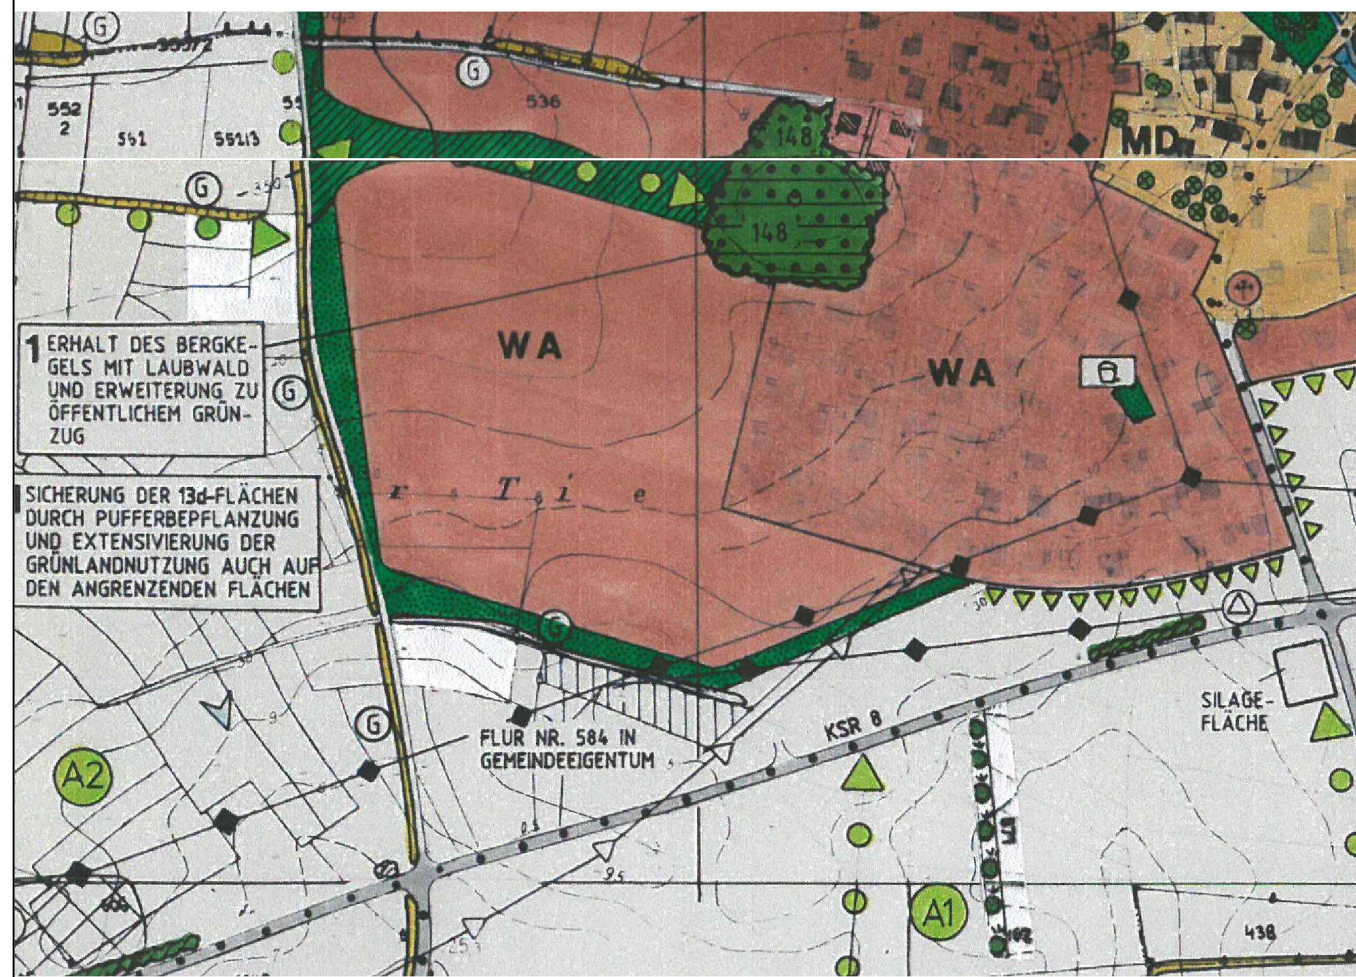 G
552
2
551
551/3
536
G
148
MD
G
350
148
1 ERHALT DES BERGKE-
GELS MIT LAUBWALD
UND ERWEITERUNG ZU
ÖFFENTLICHEM GRÜN-
ZUG
G
WA
WA
SICHERUNG DER 13d-FLÄCHEN
DURCH PUFFERBEPFLANZUNG
UND EXTENSIVIERUNG DER
GRÜNLANDNUTZUNG AUCH AUF
DEN ANGRENZENDEN FLÄCHEN
r T i e
G
G
FLUR NR. 584 IN
GEMEINDEEIGENTUM
KSR 8
SILAGE-
FLÄCHE
A2
A1
438